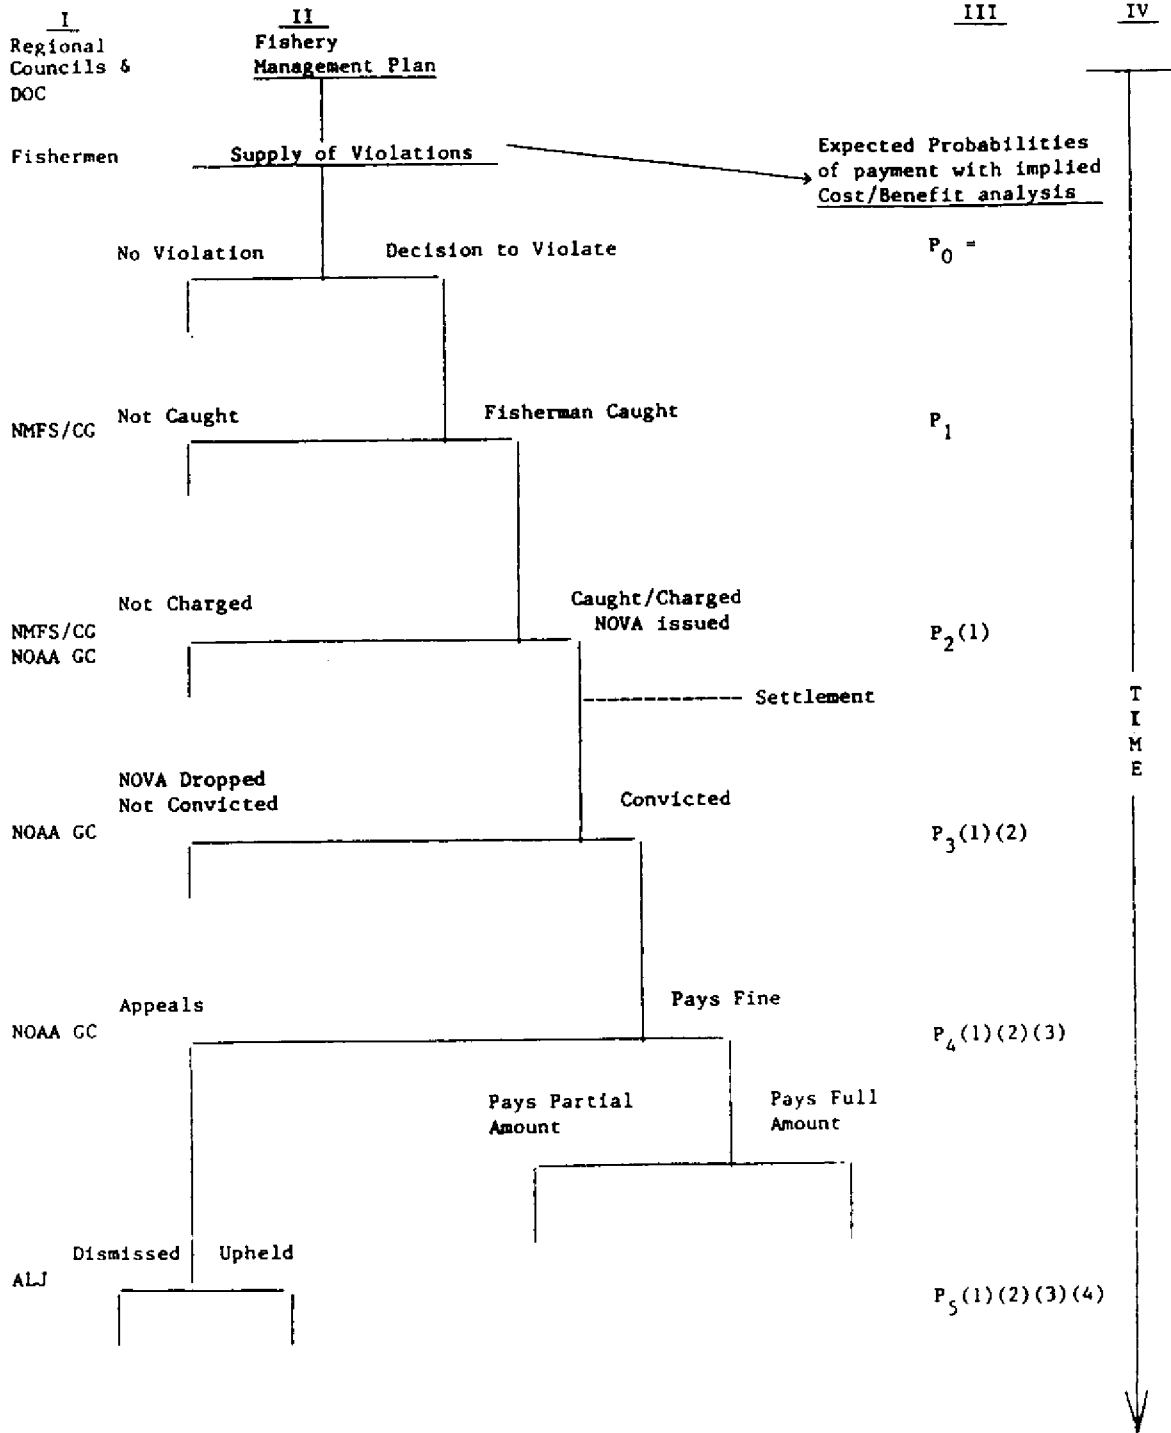 I II III IV
Regional
Councils &
DOC
Fishery
Management Plan
Fishermen Supply of Violations
Expected Probabilities
of payment with implied
Cost/Benefit analysis
No Violation Decision to Violate P0 =
NMFS/CG Not Caught Fisherman Caught P1
Not Charged Caught/Charged
NOVA issued
NMFS/CG
NOAA GC
P2(1)
Settlement
T
I
M
E
NOVA Dropped
Not Convicted Convicted
NOAA GC P3(1)(2)
Appeals Pays Fine
NOAA GC P4(1)(2)(3)
Pays Partial
Amount
Pays Full
Amount
Dismissed Upheld
ALJ P5(1)(2)(3)(4)